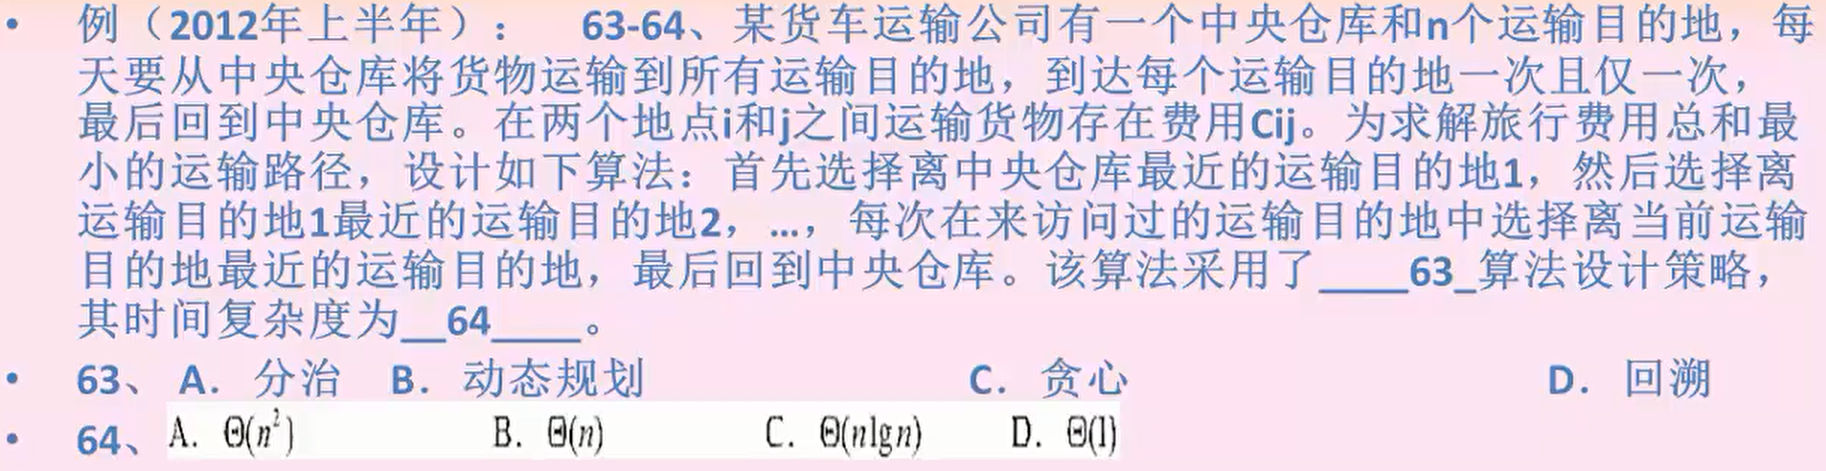 • 例（2012年上半年）： 63-64、某货车运输公司有一个中央仓库和n个运输目的地，每
天要从中央仓库将货物运输到所有运输目的地，到达每个运输目的地一次且仅一次，
最后回到中央仓库。在两个地点i和j之间运输货物存在费用Cij。为求解旅行费用总和最
小的运输路径，设计如下算法：首先选择离中央仓库最近的运输目的地1，然后选择离
运输目的地1最近的运输目的地2，…，每次在来访问过的运输目的地中选择离当前运输
目的地最近的运输目的地，最后回到中央仓库。该算法采用了____63_算法设计策略，
其时间复杂度为__64____。
• 63、 A. 分治 B. 动态规划 C. 贪心 D. 回溯
• 64、 A. Θ(n²) B. Θ(n) C. Θ(nlgn) D. Θ(1)